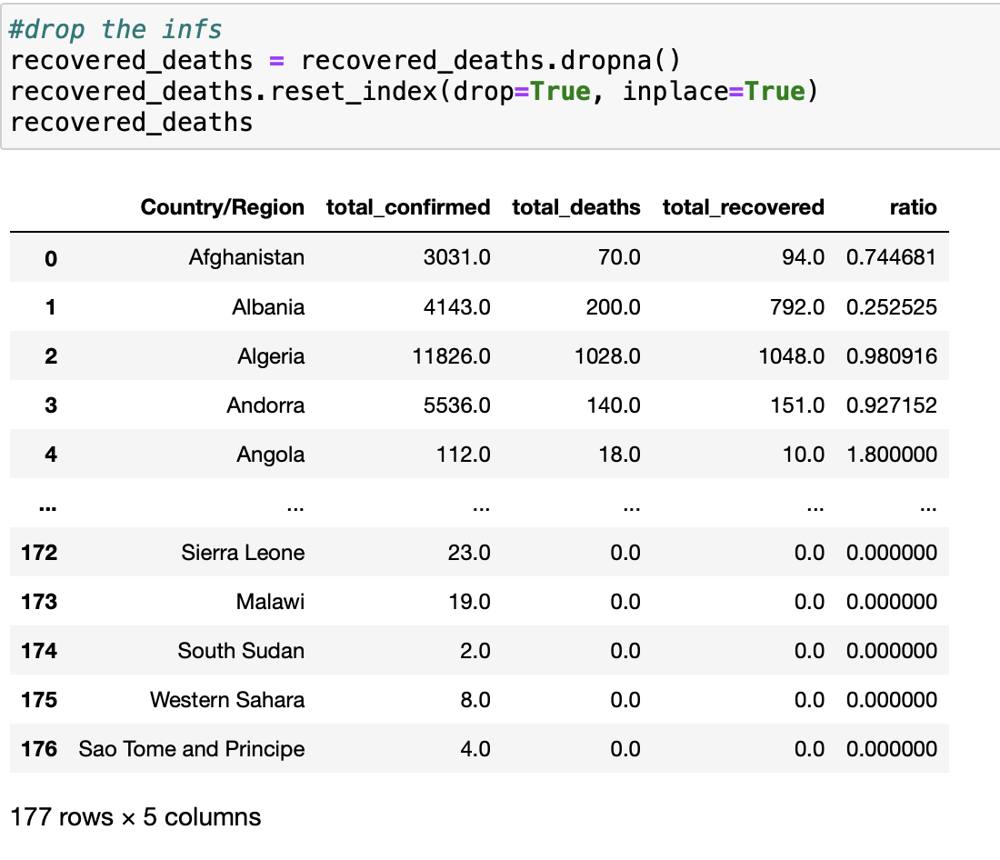 #drop the infs
recovered_deaths = recovered_deaths.dropna()
recovered_deaths.reset_index(drop=True, inplace=True)
recovered_deaths
Country/Region total_confirmed total_deaths total_recovered ratio
0 Afghanistan 3031.0 70.0 94.0 0.744681
1 Albania 4143.0 200.0 792.0 0.252525
2 Algeria 11826.0 1028.0 1048.0 0.980916
3 Andorra 5536.0 140.0 151.0 0.927152
4 Angola 112.0 18.0 10.0 1.800000
... ... ... ... ... ...
172 Sierra Leone 23.0 0.0 0.0 0.000000
173 Malawi 19.0 0.0 0.0 0.000000
174 South Sudan 2.0 0.0 0.0 0.000000
175 Western Sahara 8.0 0.0 0.0 0.000000
176 Sao Tome and Principe 4.0 0.0 0.0 0.000000
177 rows × 5 columns